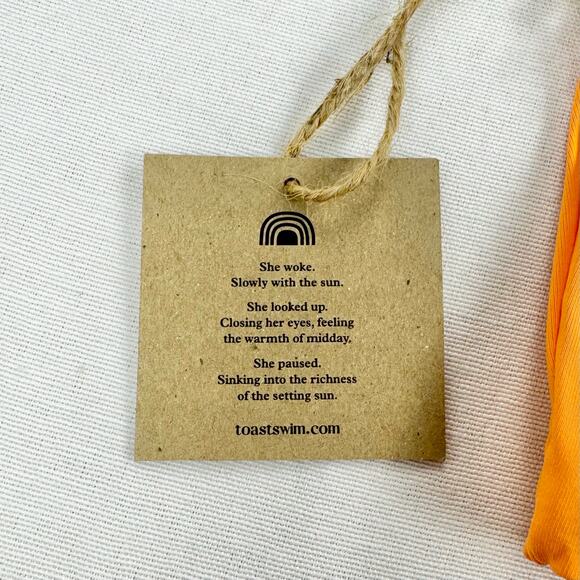 She woke.
Slowly with the sun.
She looked up.
Closing her eyes, feeling
the warmth of midday,
She paused.
Sinking into the richness
of the setting sun.
toastswim.com